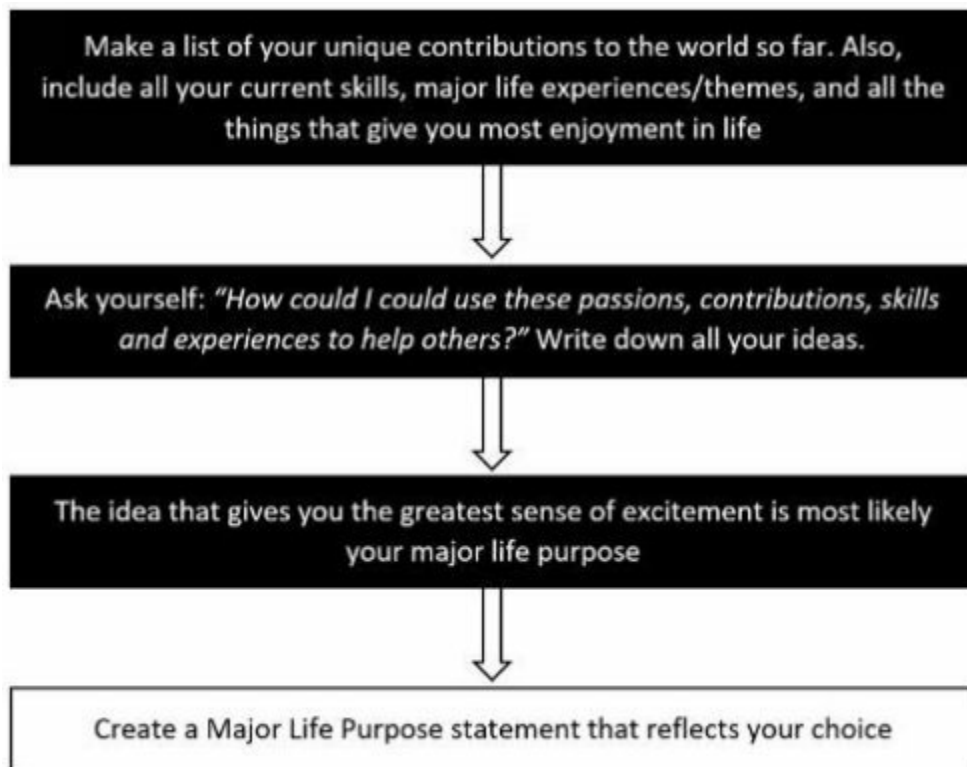 Make a list of your unique contributions to the world so far. Also,
include all your current skills, major life experiences/themes, and all the
things that give you most enjoyment in life
Ask yourself: “How could I could use these passions, contributions, skills
and experiences to help others?” Write down all your ideas.
The idea that gives you the greatest sense of excitement is most likely
your major life purpose
Create a Major Life Purpose statement that reflects your choice